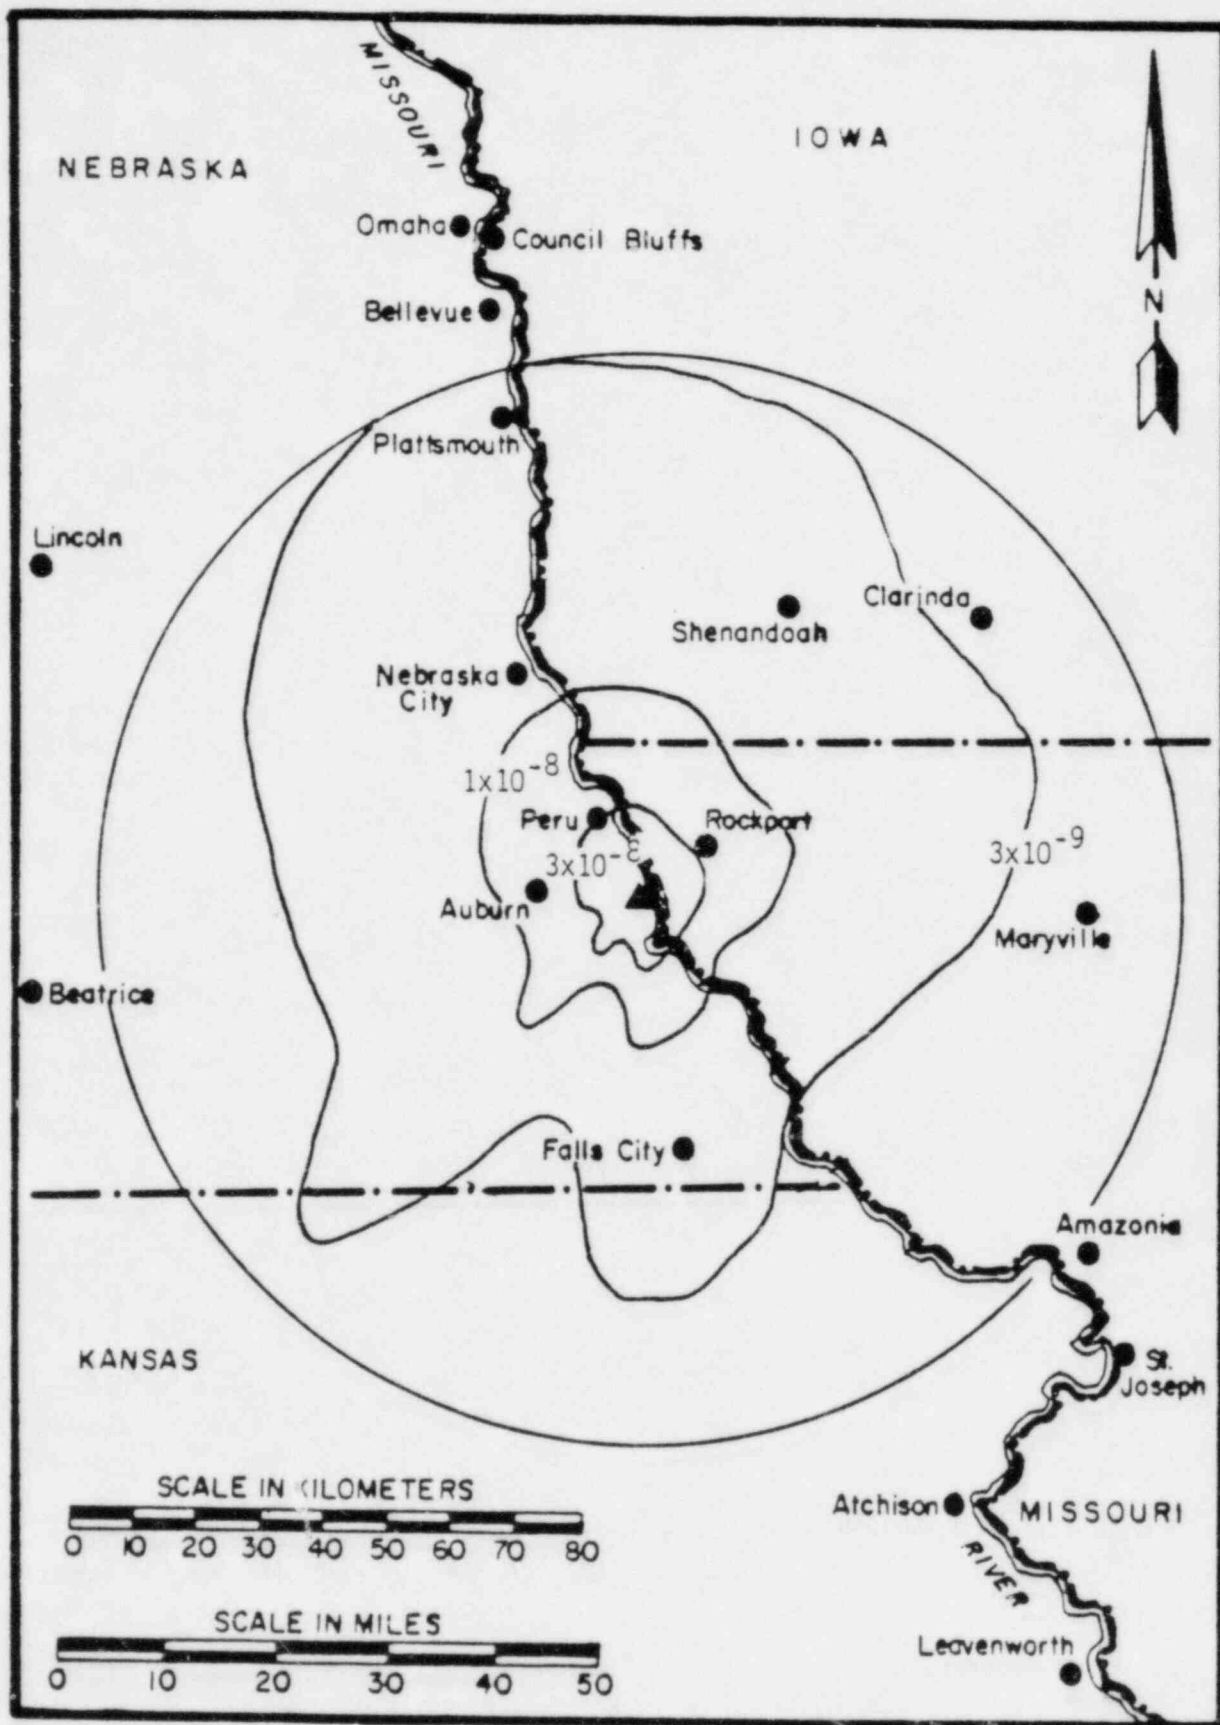 MISSOURI
IOWA
NEBRASKA
Omaha
Council Bluffs
N
Bellevue
Plattsmouth
Lincoln
Clarinda
Shenandoah
Nebraska
City
1x10-8
Peru
Rockport
3x10-8
3x10-9
Auburn
Maryville
Beatrice
Falls City
Amazonia
KANSAS
St.
Joseph
SCALE IN KILOMETERS
0 10 20 30 40 50 60 70 80
Atchison
MISSOURI
RIVER
SCALE IN MILES
0 10 20 30 40 50
Leavenworth